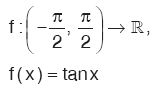 f : (−π/2, π/2) → ℝ,
f(x) = tanx